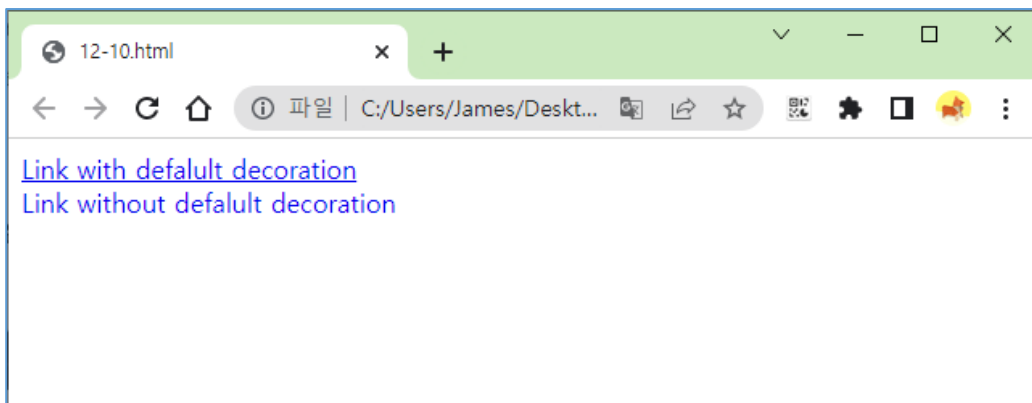 12-10.html
파일 C:/Users/James/Deskt...
Link with defalult decoration
Link without defalult decoration